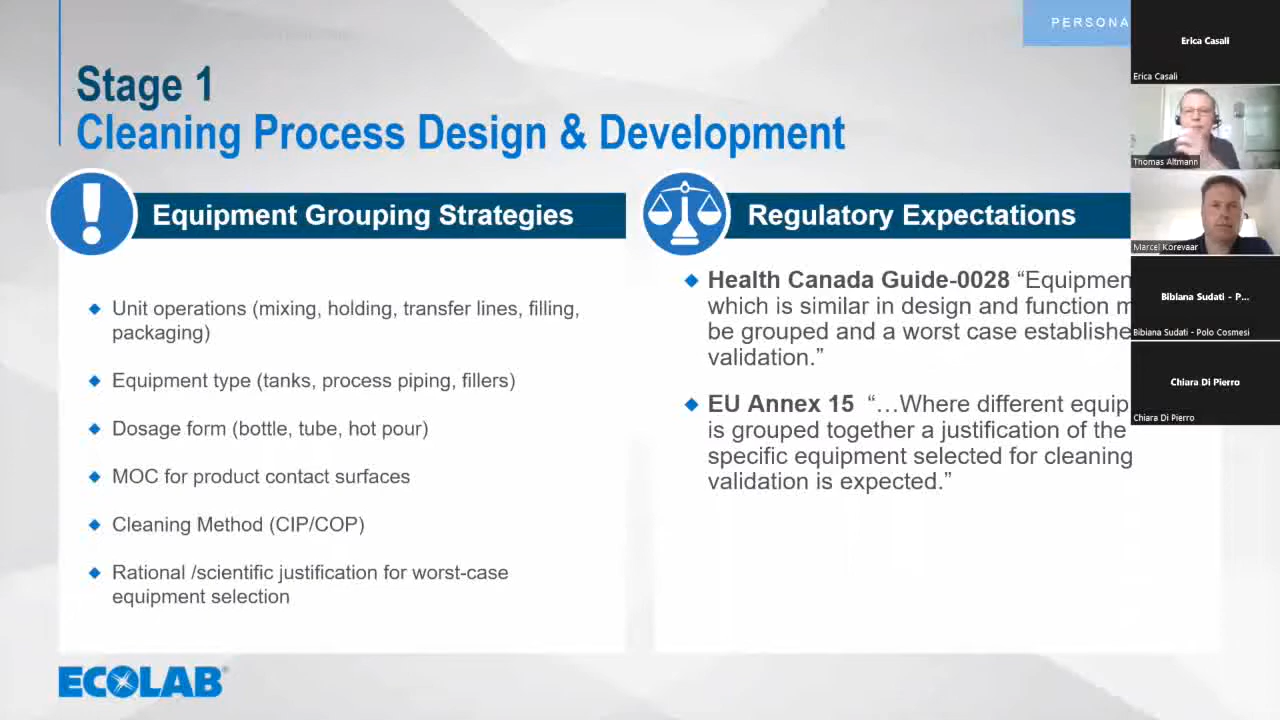 PERSONA
Stage 1
Cleaning Process Design & Development
Equipment Grouping Strategies
Unit operations (mixing, holding, transfer lines, filling,
packaging)
Equipment type (tanks, process piping, fillers)
Dosage form (bottle, tube, hot pour)
MOC for product contact surfaces
Cleaning Method (CIP/COP)
Rational /scientific justification for worst-case
equipment selection
Regulatory Expectations
Health Canada Guide-0028 “Equipmen
which is similar in design and function m
be grouped and a worst case establishe
validation.”
EU Annex 15 “…Where different equip
is grouped together a justification of the
specific equipment selected for cleaning
validation is expected.”
ECOLAB®
Erica Casali
Erica Casali
Thomas Altmann
Marcel Korevaar
Bibiana Sudati - P...
Bibiana Sudati - Polo Cosmesi
Chiara Di Pierro
Chiara Di Pierro